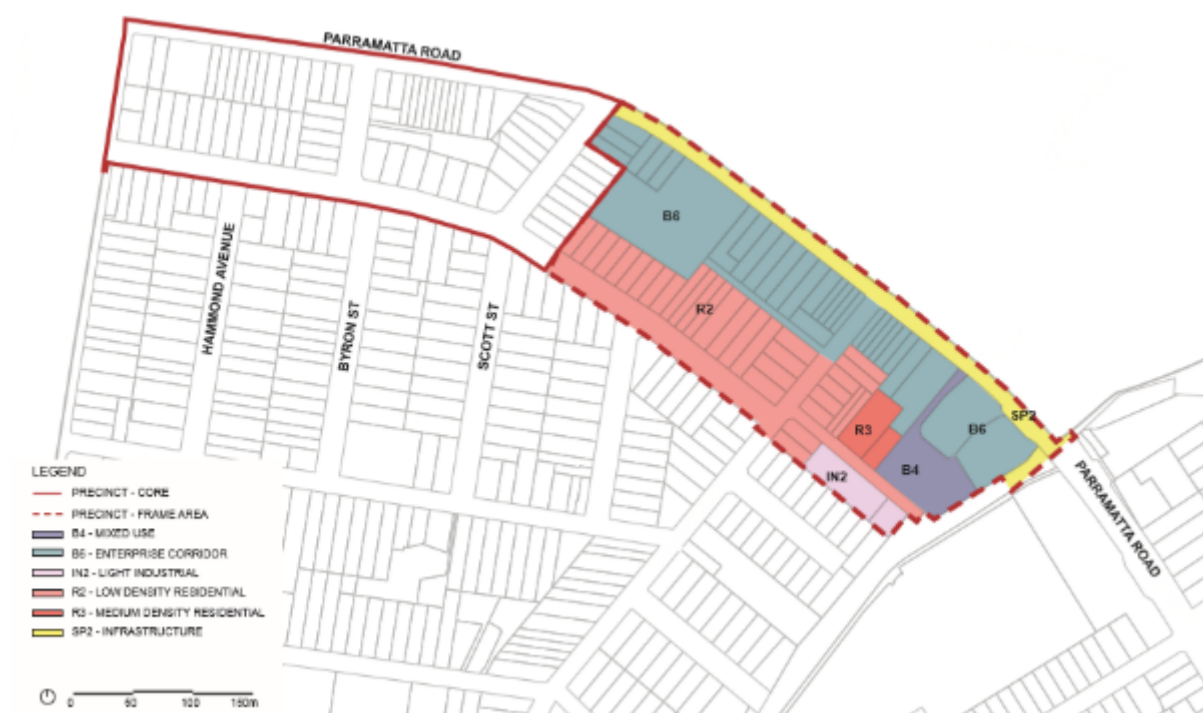 PARRAMATTA ROAD
B6
HAMMOND AVENUE
BYRON ST
SCOTT ST
R2
R3
B4
B6
SP2
IN2
PARRAMATTA ROAD
LEGEND
PRECINCT - CORE
PRECINCT - FRAME AREA
B4 - MIXED USE
B6 - ENTERPRISE CORRIDOR
IN2 - LIGHT INDUSTRIAL
R2 - LOW DENSITY RESIDENTIAL
R3 - MEDIUM DENSITY RESIDENTIAL
SP2 - INFRASTRUCTURE
0 50 100 150m